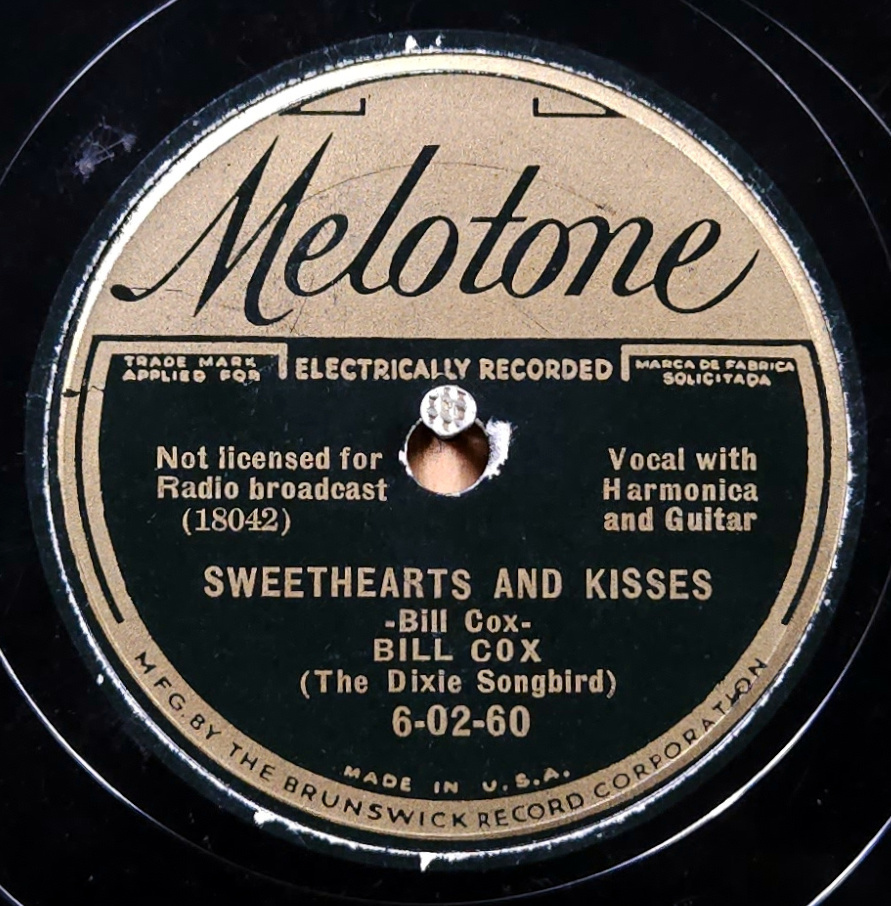 Melotone
TRADE MARK
APPLIED FOR
ELECTRICALLY RECORDED
MARCA DE FABRICA
SOLICITADA
Not licensed for
Radio broadcast
(18042)
Vocal with
Harmonica
and Guitar
SWEETHEARTS AND KISSES
-Bill Cox-
BILL COX
(The Dixie Songbird)
6-02-60
MADE IN U.S.A.
MFG. BY THE BRUNSWICK RECORD CORPORATION